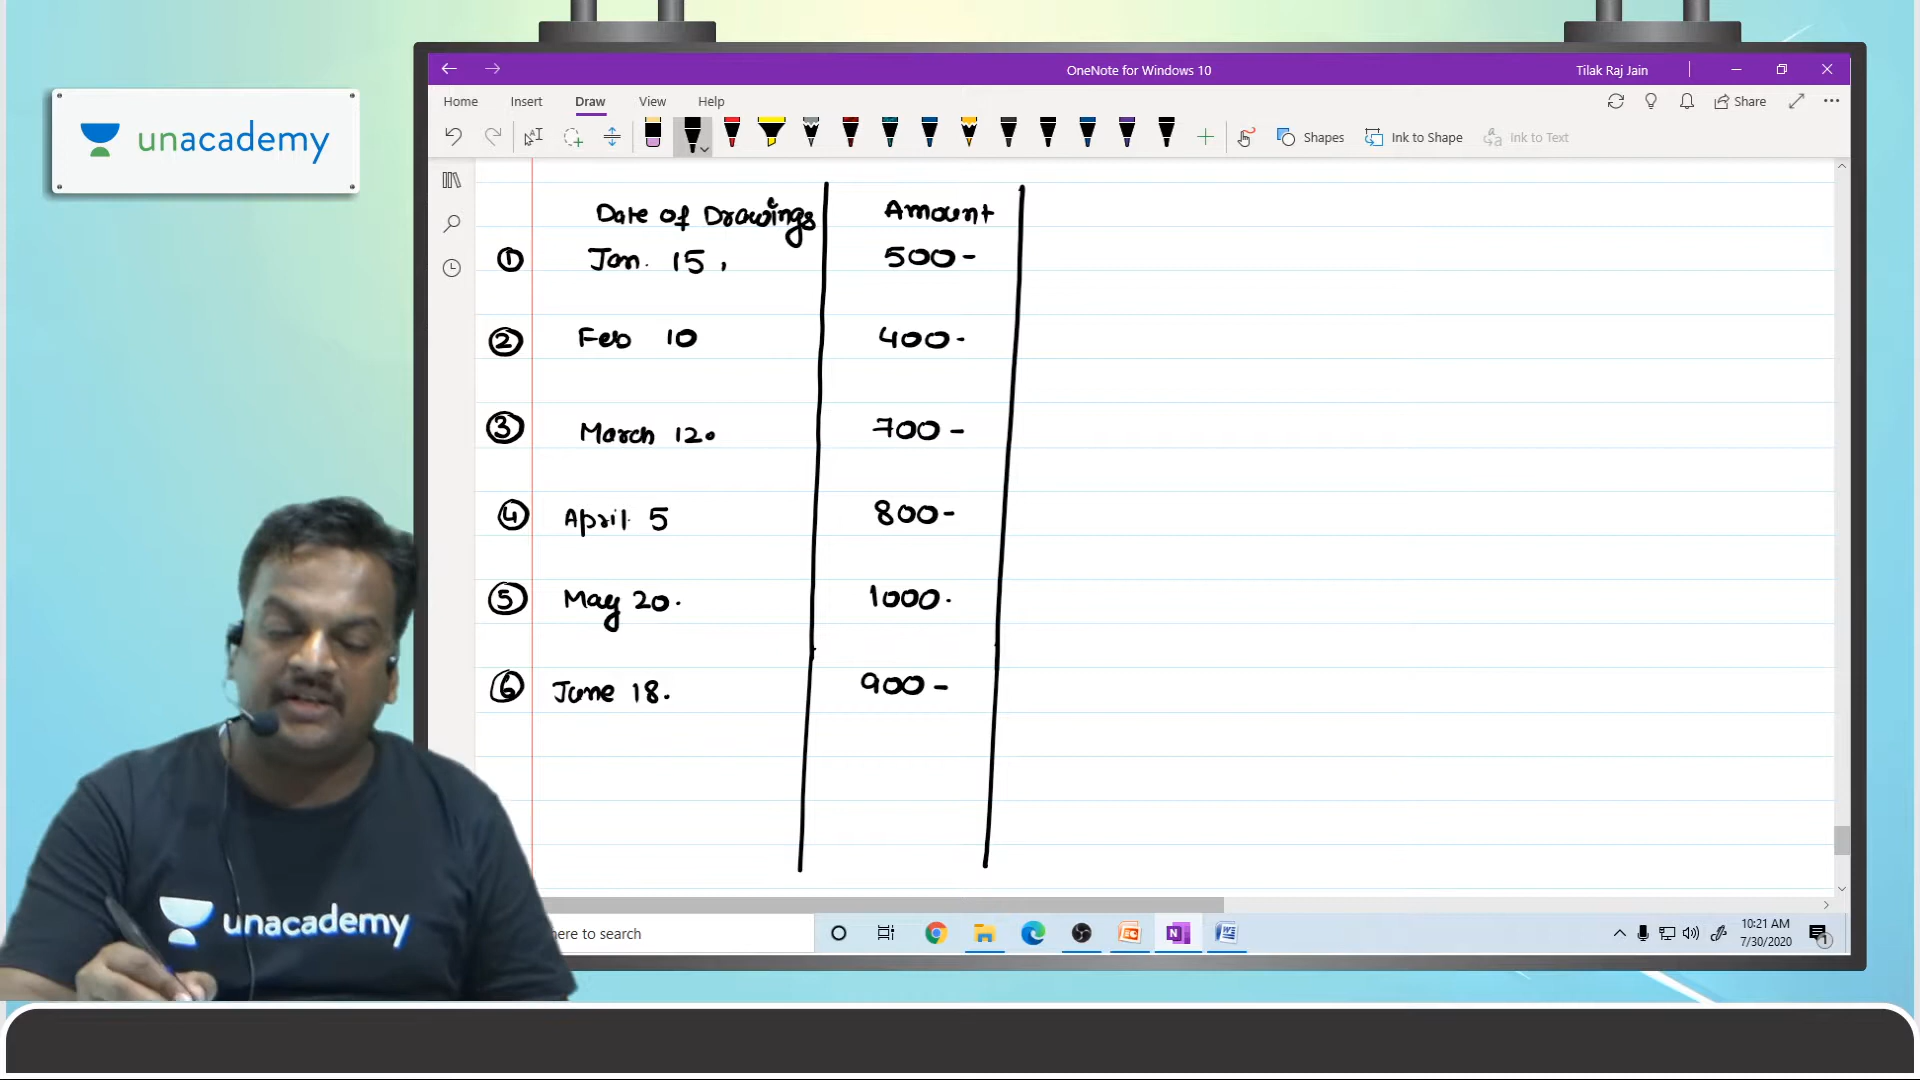 unacademy
OneNote for Windows 10
Tilak Raj Jain
Home Insert Draw View Help
Share
Shapes Ink to Shape Ink to Text
Date of Drawings Amount
① Jan. 15, 500-
② Feb 10 400-
③ March 12. 700-
④ April 5 800-
⑤ May 20. 1000.
⑥ June 18. 900-
unacademy
here to search
10:21 AM
7/30/2020
1